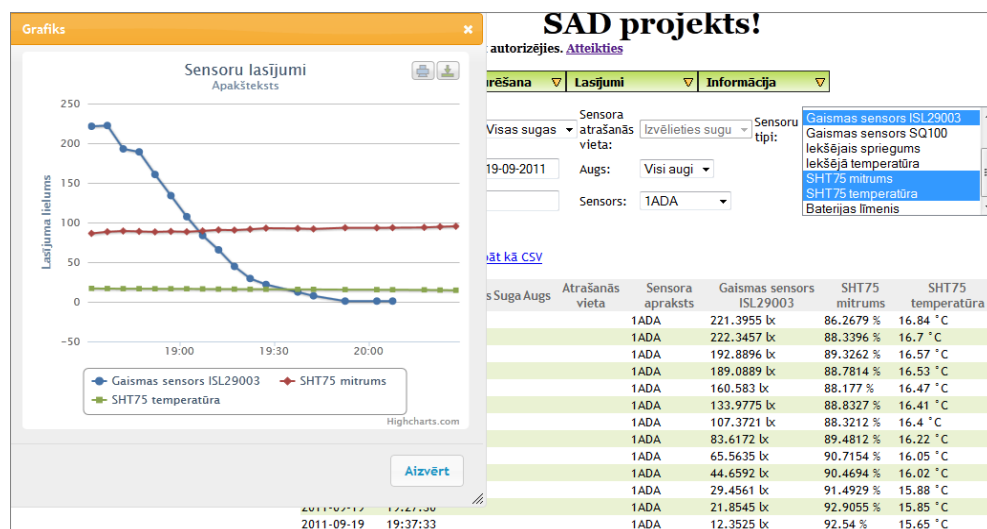 SAD projekts!
Grafiks
autorizējies. Atteikties
Lasījumi
Informācija
Sensoru lasījumi
Apakšteksts
Lasījuma lielums
250
200
150
100
50
0
-50
19:00
19:30
20:00
Gaismas sensors ISL29003
SHT75 mitrums
SHT75 temperatūra
Highcharts.com
Aizvērt
Visas sugas
Sensora atrašanās vieta:
Izvēlieties sugu
Sensoru tipi:
Gaismas sensors ISL29003
Gaismas sensors SQ100
Iekšējais spriegums
Iekšējā temperatūra
SHT75 mitrums
SHT75 temperatūra
Baterijas līmenis
19-09-2011
Augs:
Visi augi
Sensors:
1ADA
kā CSV
Suga Augs
Atrašanās vieta
Sensora apraksts
Gaismas sensors ISL29003
SHT75 mitrums
SHT75 temperatūra
1ADA 221.3955 lx 86.2679 % 16.84 °C
1ADA 222.3457 lx 88.3396 % 16.7 °C
1ADA 192.8896 lx 89.3262 % 16.57 °C
1ADA 189.0889 lx 88.7814 % 16.53 °C
1ADA 160.583 lx 88.177 % 16.47 °C
1ADA 133.9775 lx 88.8327 % 16.41 °C
1ADA 107.3721 lx 88.3212 % 16.4 °C
1ADA 83.6172 lx 89.4812 % 16.22 °C
1ADA 65.5635 lx 90.7154 % 16.05 °C
1ADA 44.6592 lx 90.4694 % 16.02 °C
1ADA 29.4561 lx 91.4929 % 15.88 °C
2011-09-19 19:27:30 1ADA 21.8545 lx 92.9055 % 15.85 °C
2011-09-19 19:37:33 1ADA 12.3525 lx 92.54 % 15.65 °C